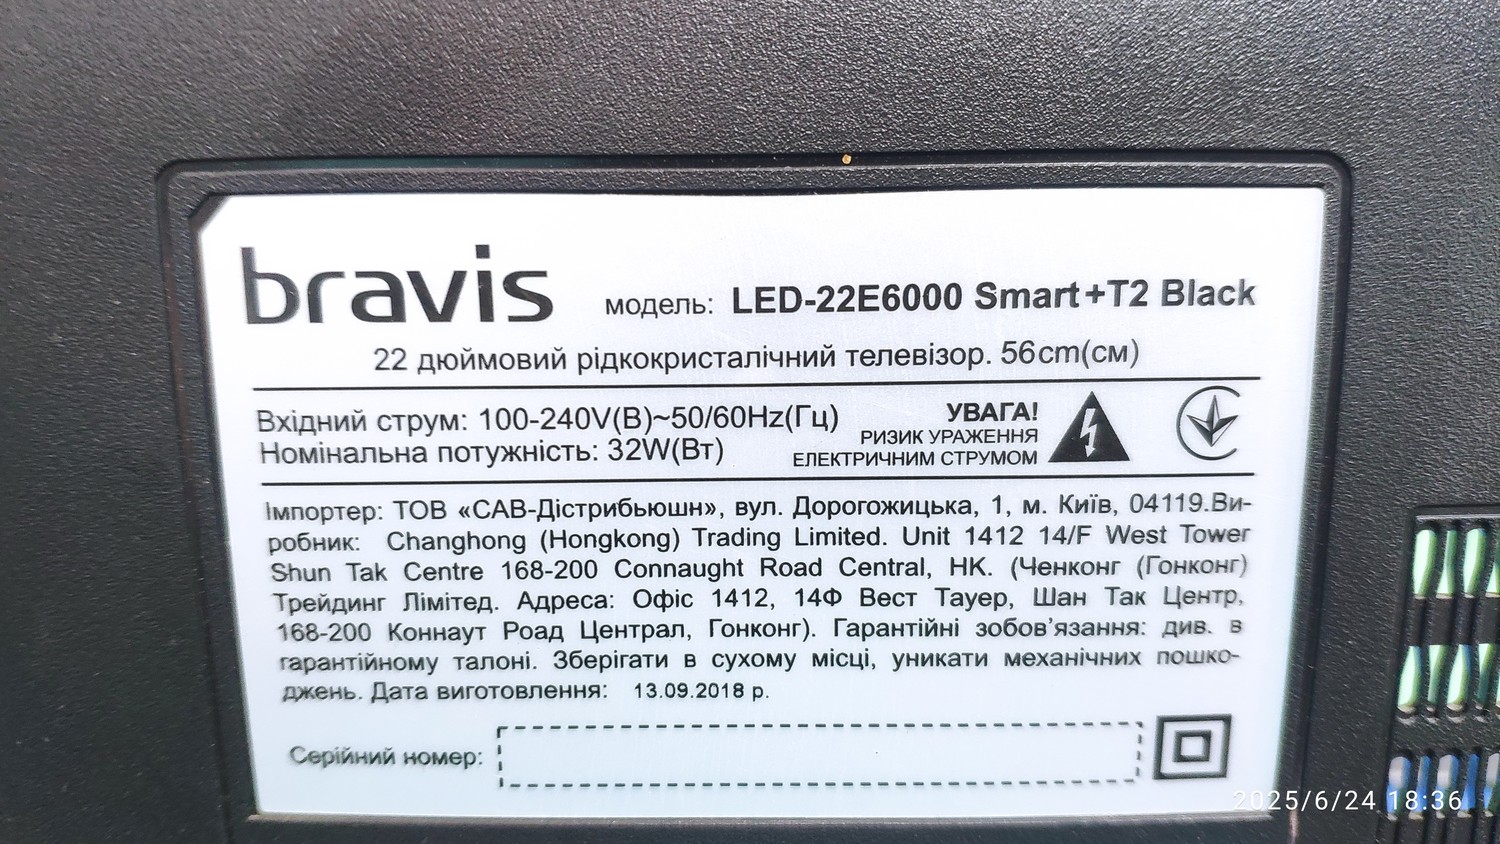 bravis модель: LED-22E6000 Smart+T2 Black
22 дюймовий рідкокристалічний телевізор. 56cm(см)
Вхідний струм: 100-240V(В)~50/60Hz(Гц)
Номінальна потужність: 32W(Вт)
УВАГА!
РИЗИК УРАЖЕННЯ
ЕЛЕКТРИЧНИМ СТРУМОМ
Імпортер: ТОВ «САВ-Дістрибьюшн», вул. Дорогожицька, 1, м. Київ, 04119.Ви-
робник: Changhong (Hongkong) Trading Limited. Unit 1412 14/F West Tower
Shun Tak Centre 168-200 Connaught Road Central, HK. (Ченконг (Гонконг)
Трейдинг Лімітед. Адреса: Офіс 1412, 14Ф Вест Тауер, Шан Так Центр,
168-200 Коннаут Роад Централ, Гонконг). Гарантійні зобов'язання: див. в
гарантійному талоні. Зберігати в сухому місці, уникати механічних пошко-
джень. Дата виготовлення: 13.09.2018 р.
Серійний номер:
2025/6/24 18:36